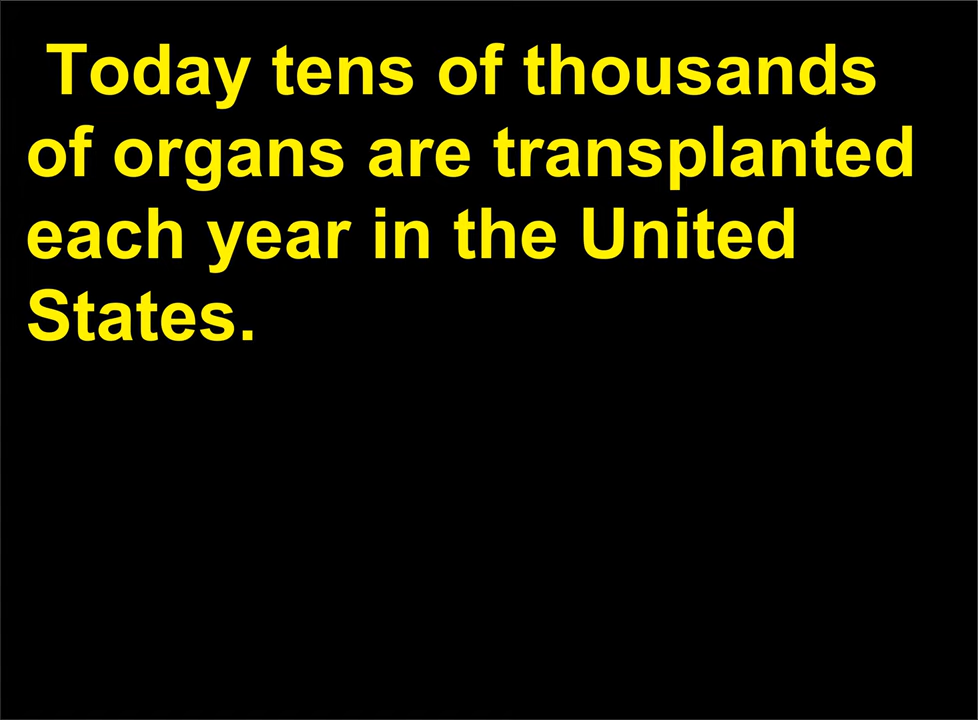 Today tens of thousands
of organs are transplanted
each year in the United
States.